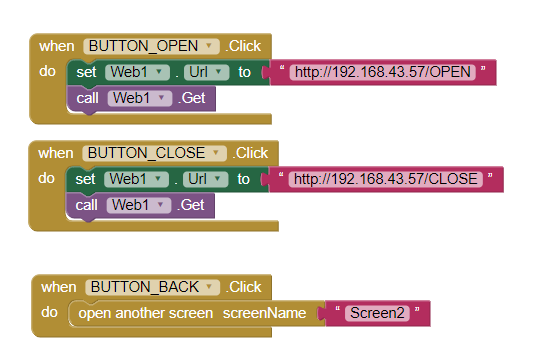 when BUTTON_OPEN .Click
do set Web1 . Url to " http://192.168.43.57/OPEN "
call Web1 .Get
when BUTTON_CLOSE .Click
do set Web1 . Url to " http://192.168.43.57/CLOSE "
call Web1 .Get
when BUTTON_BACK .Click
do open another screen screenName " Screen2 "